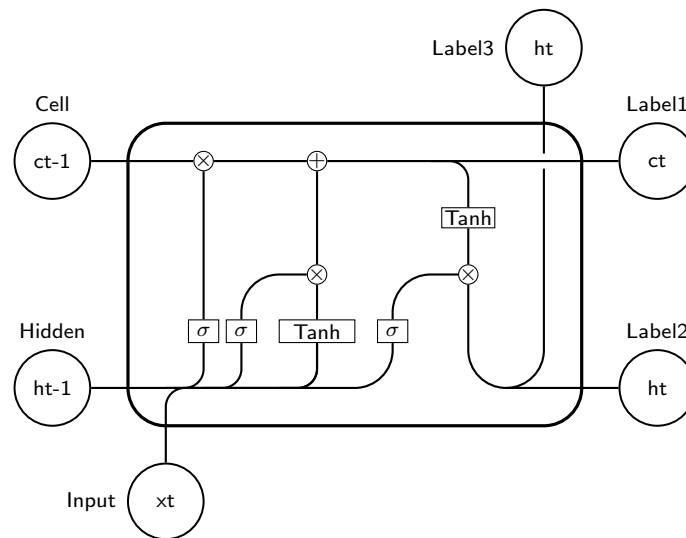 Label3
ht
Cell
Label1
ct-1
×
+
ct
Tanh
×
×
Hidden
σ
σ
Tanh
σ
Label2
ht-1
ht
Input
xt